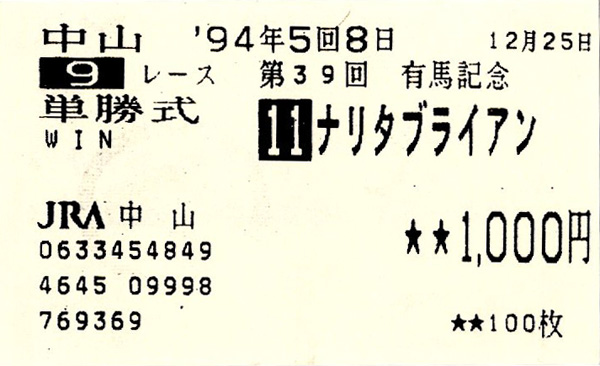 中山 '94年5回8日 12月25日
9 レース 第39回 有馬記念
単勝式
WIN
11 ナリタブライアン
JRA 中山
★★1,000円
0633454849
4645 09998
769369
★★100枚